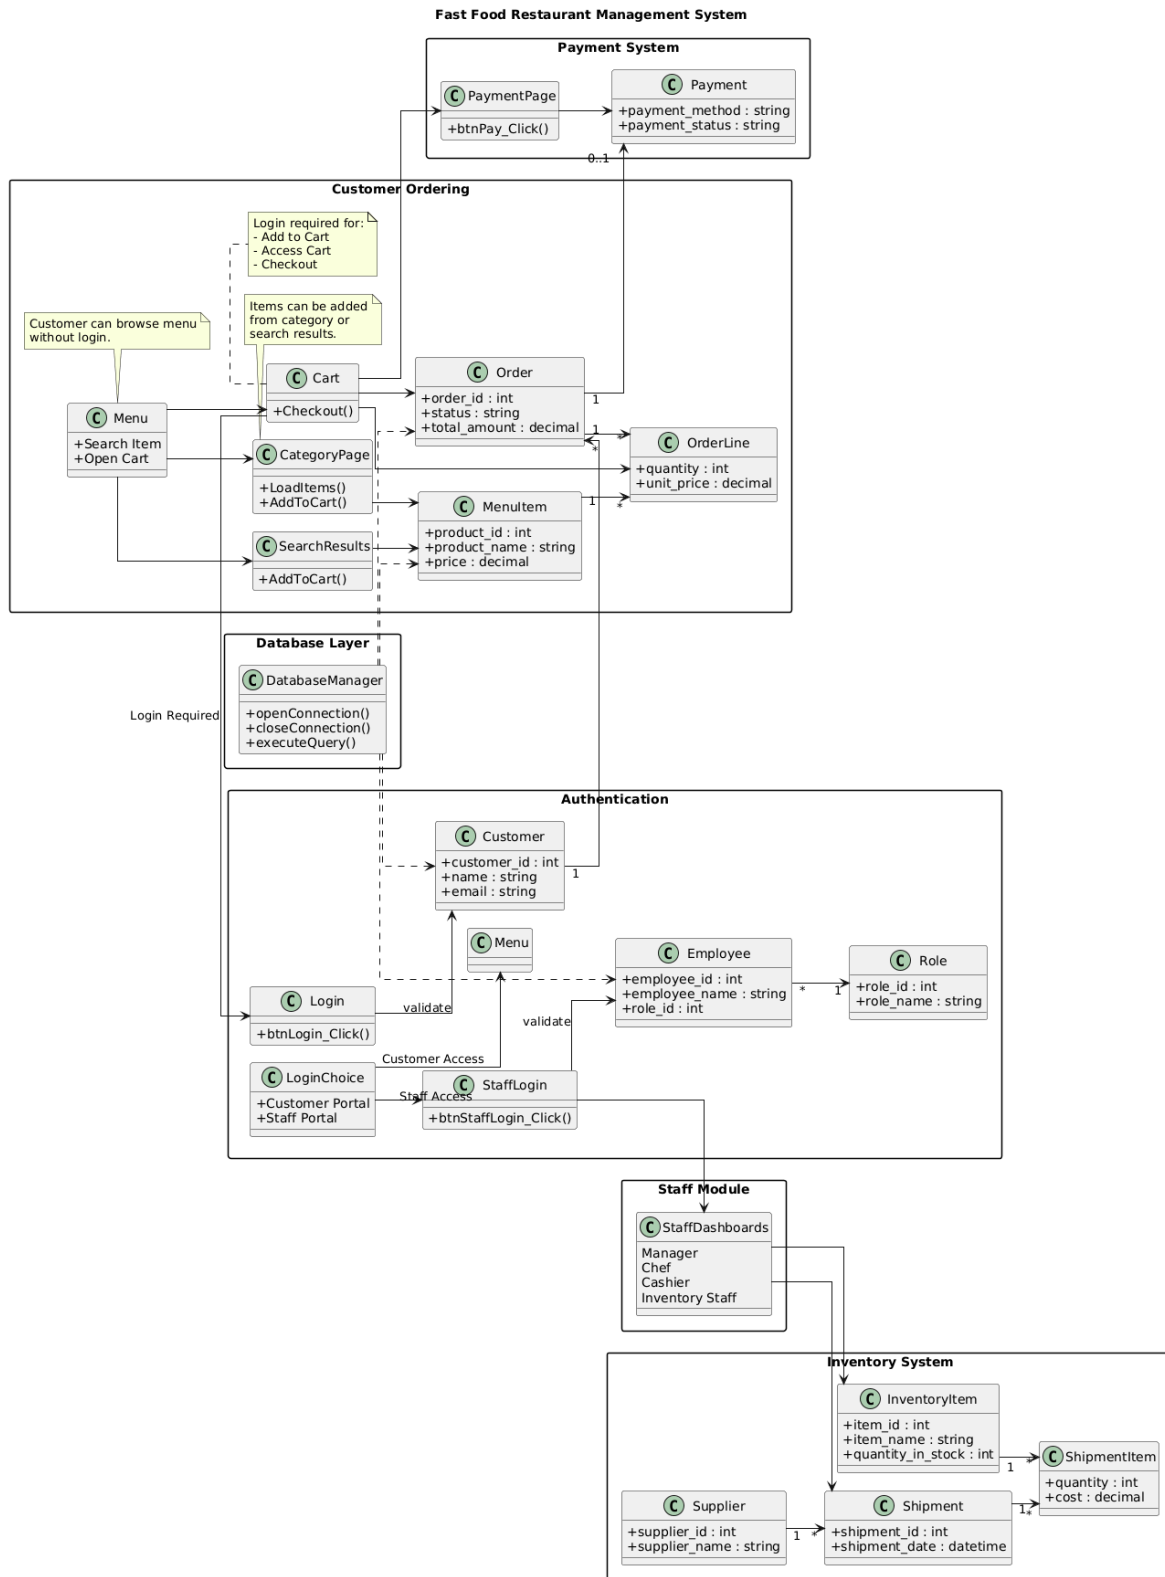 Fast Food Restaurant Management System
Payment System
C PaymentPage
+btnPay_Click()
C Payment
+payment_method : string
+payment_status : string
0..1
Customer Ordering
Login required for:
- Add to Cart
- Access Cart
- Checkout
Items can be added
from category or
search results.
Customer can browse menu
without login.
C Menu
+Search Item
+Open Cart
C Cart
+Checkout()
C CategoryPage
+LoadItems()
+AddToCart()
C SearchResults
+AddToCart()
C Order
+order_id : int
+status : string
+total_amount : decimal
1
1
*
*
C OrderLine
+quantity : int
+unit_price : decimal
C MenuItem
+product_id : int
+product_name : string
+price : decimal
1
*
Database Layer
C DatabaseManager
+openConnection()
+closeConnection()
+executeQuery()
Login Required
Authentication
C Customer
+customer_id : int
+name : string
+email : string
1
C Menu
C Employee
+employee_id : int
+employee_name : string
+role_id : int
*
1
C Role
+role_id : int
+role_name : string
C Login
+btnLogin_Click()
validate
validate
C LoginChoice
+Customer Portal
+Staff Portal
Customer Access
Staff Access
C StaffLogin
+btnStaffLogin_Click()
Staff Module
C StaffDashboards
Manager
Chef
Cashier
Inventory Staff
Inventory System
C InventoryItem
+item_id : int
+item_name : string
+quantity_in_stock : int
1
*
C ShipmentItem
+quantity : int
+cost : decimal
C Supplier
+supplier_id : int
+supplier_name : string
1
*
C Shipment
+shipment_id : int
+shipment_date : datetime
1
*